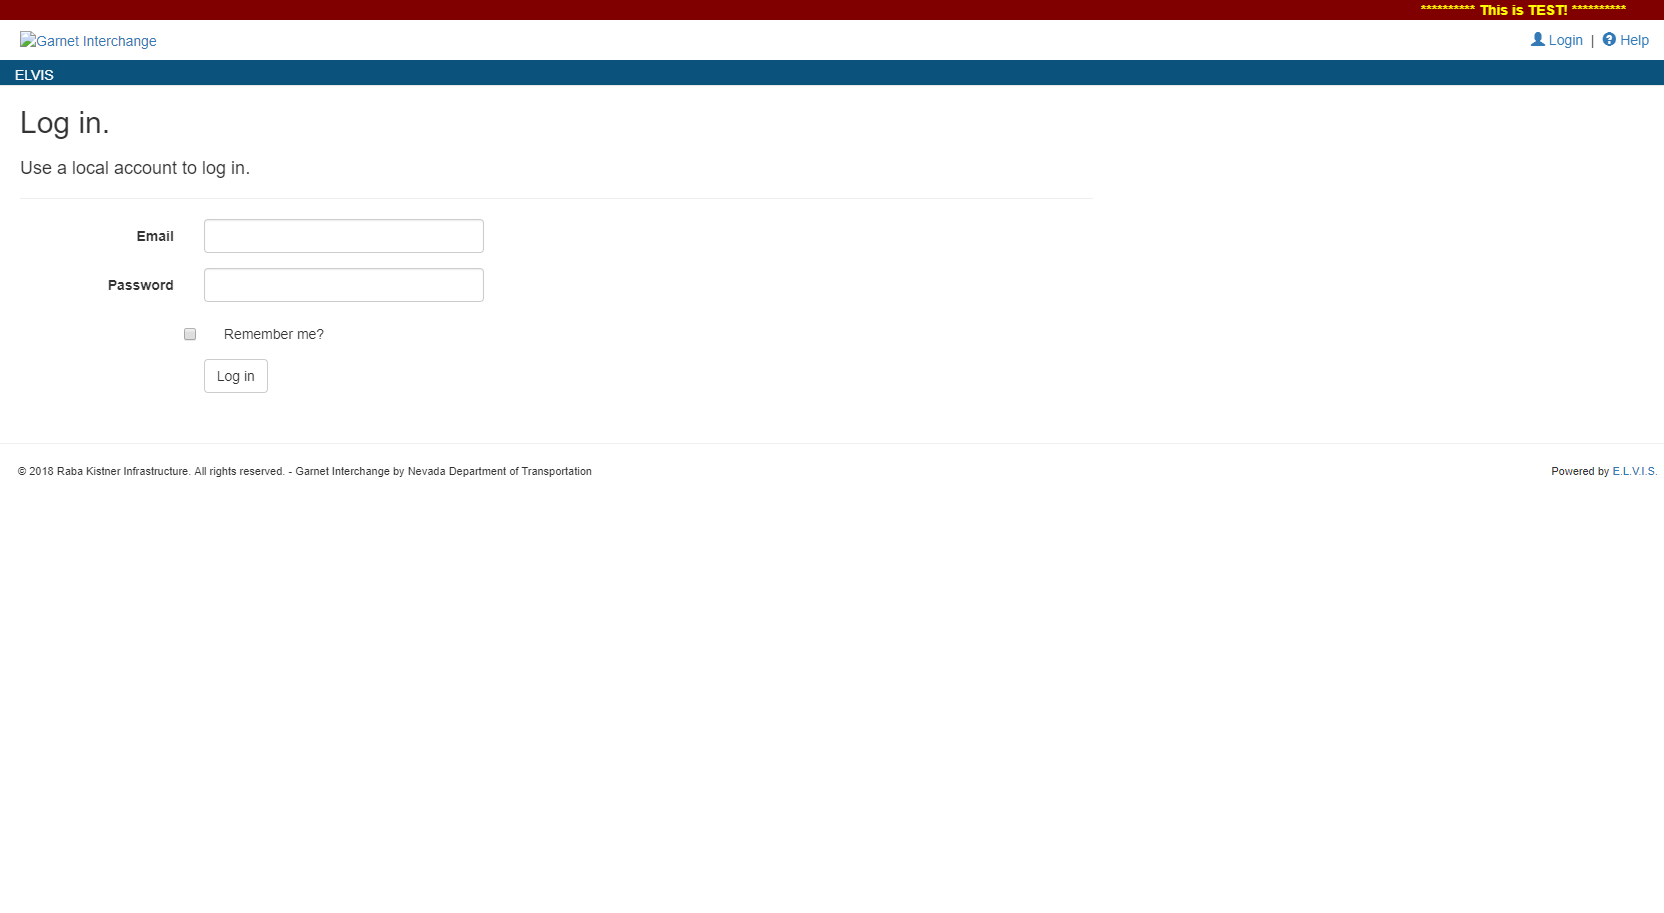 ********** This is TEST! **********
Garnet Interchange
Login | Help
ELVIS
Log in.
Use a local account to log in.
Email
Password
Remember me?
Log in
© 2018 Raba Kistner Infrastructure. All rights reserved. - Garnet Interchange by Nevada Department of Transportation
Powered by E.L.V.I.S.